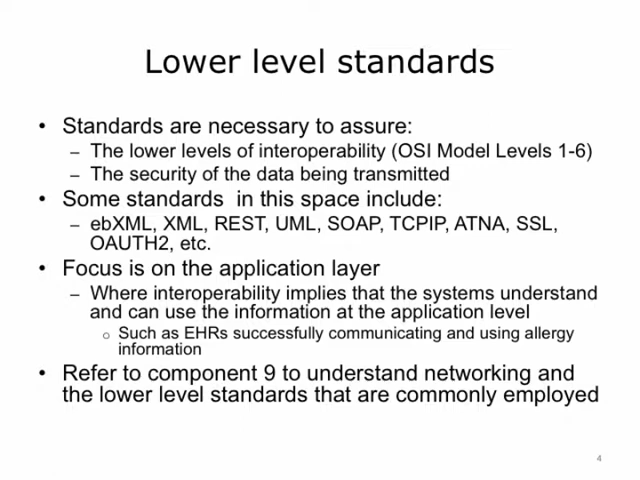 Lower level standards
• Standards are necessary to assure:
– The lower levels of interoperability (OSI Model Levels 1-6)
– The security of the data being transmitted
• Some standards  in this space include:
– ebXML, XML, REST, UML, SOAP, TCPIP, ATNA, SSL,
OAUTH2, etc.
• Focus is on the application layer
– Where interoperability implies that the systems understand
and can use the information at the application level
o Such as EHRs successfully communicating and using allergy
information
• Refer to component 9 to understand networking and
the lower level standards that are commonly employed
4